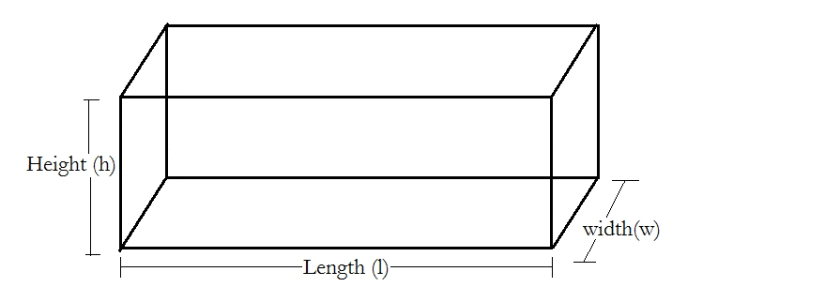 Height (h)
width(w)
Length (l)